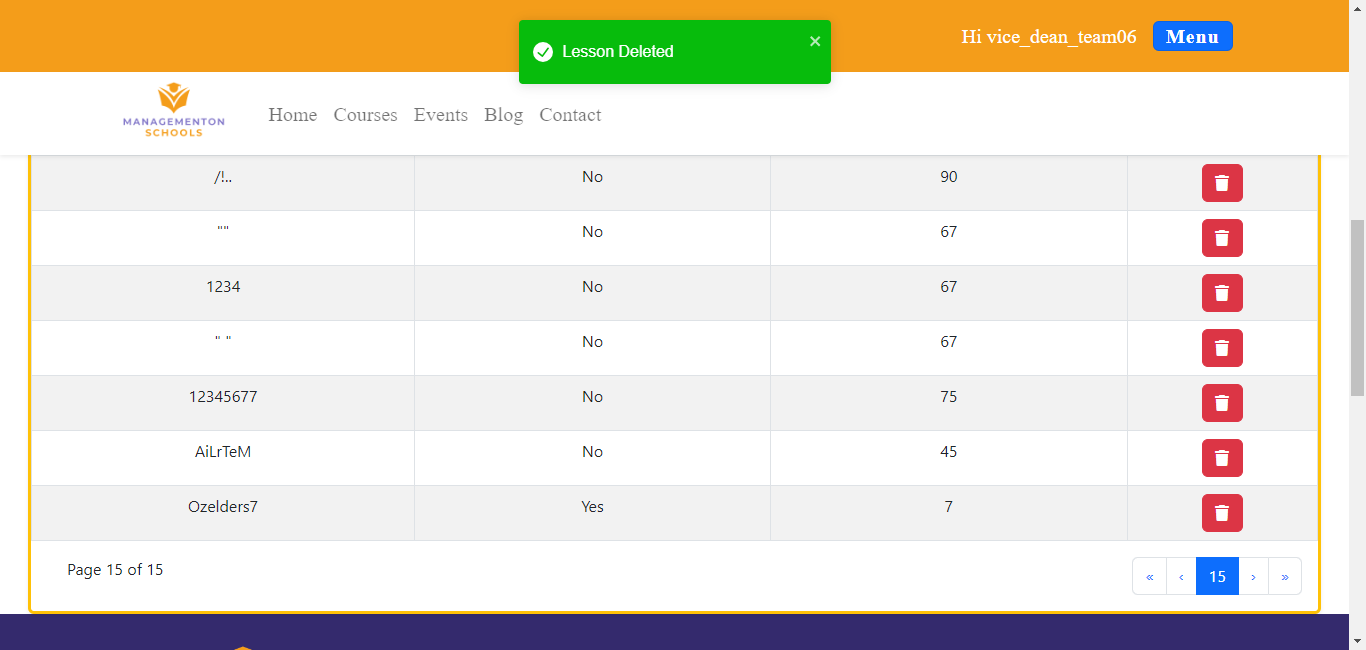 Lesson Deleted
×
Hi vice_dean_team06
Menu
MANAGEMENTON
SCHOOLS
Home Courses Events Blog Contact
/!.. No 90
"" No 67
1234 No 67
" " No 67
12345677 No 75
AiLrTeM No 45
Ozelders7 Yes 7
Page 15 of 15
« ‹ 15 › »